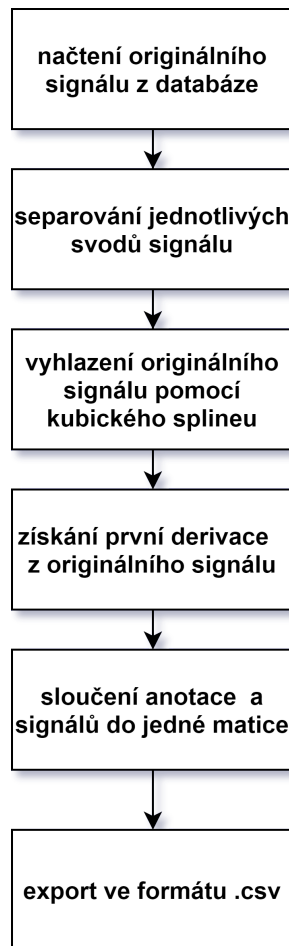 načtení originálního
signálu z databáze
separování jednotlivých
svodů signálu
vyhlazení originálního
signálu pomocí
kubického splineu
získání první derivace
z originálního signálu
sloučení anotace a
signálů do jedné matice
export ve formátu .csv